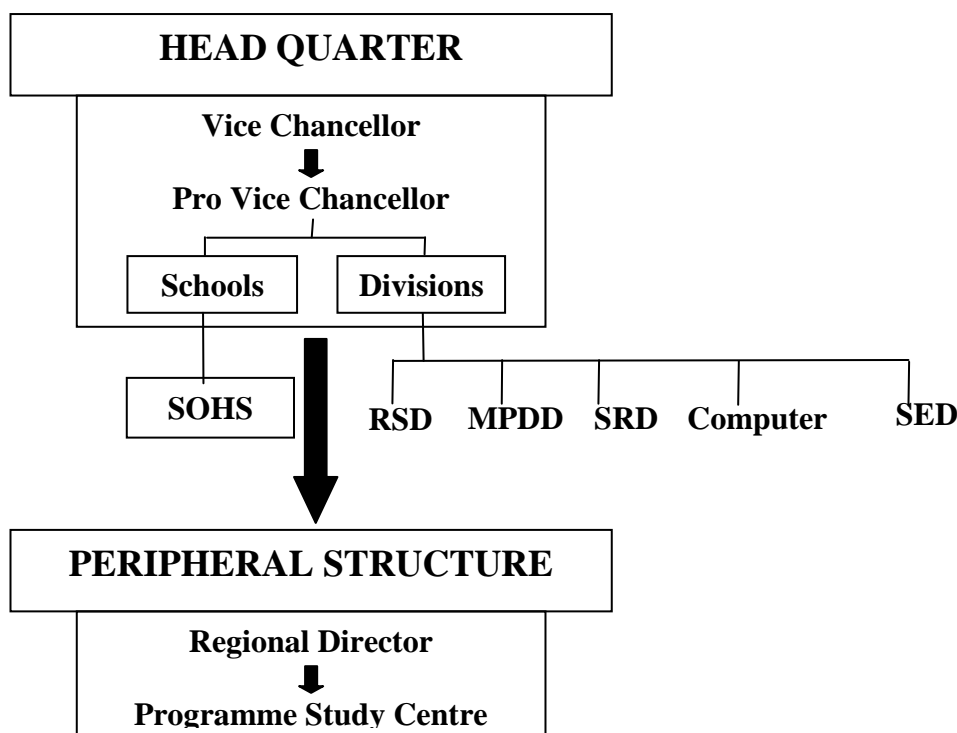 HEAD QUARTER
Vice Chancellor
Pro Vice Chancellor
Schools Divisions
SOHS RSD MPDD SRD Computer SED
PERIPHERAL STRUCTURE
Regional Director
Programme Study Centre